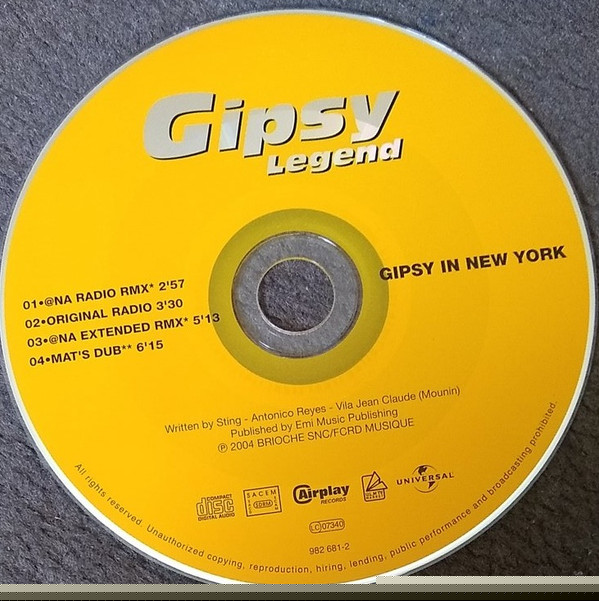 Gipsy
Legend
GIPSY IN NEW YORK
01•@NA RADIO RMX* 2'57
02•ORIGINAL RADIO 3'30
03•@NA EXTENDED RMX* 5'13
04•MAT'S DUB** 6'15
Written by Sting - Antonico Reyes - Vila Jean Claude (Mounin)
Published by Emi Music Publishing
℗ 2004 BRIOCHE SNC/FCRD MUSIQUE
COMPACT
disc
DIGITAL AUDIO
SACEM
SDRM
Airplay
RECORDS
UNIVERSAL
LC 07340
982 681-2
All rights reserved. Unauthorized copying, reproduction, hiring, lending, public performance and broadcasting prohibited.